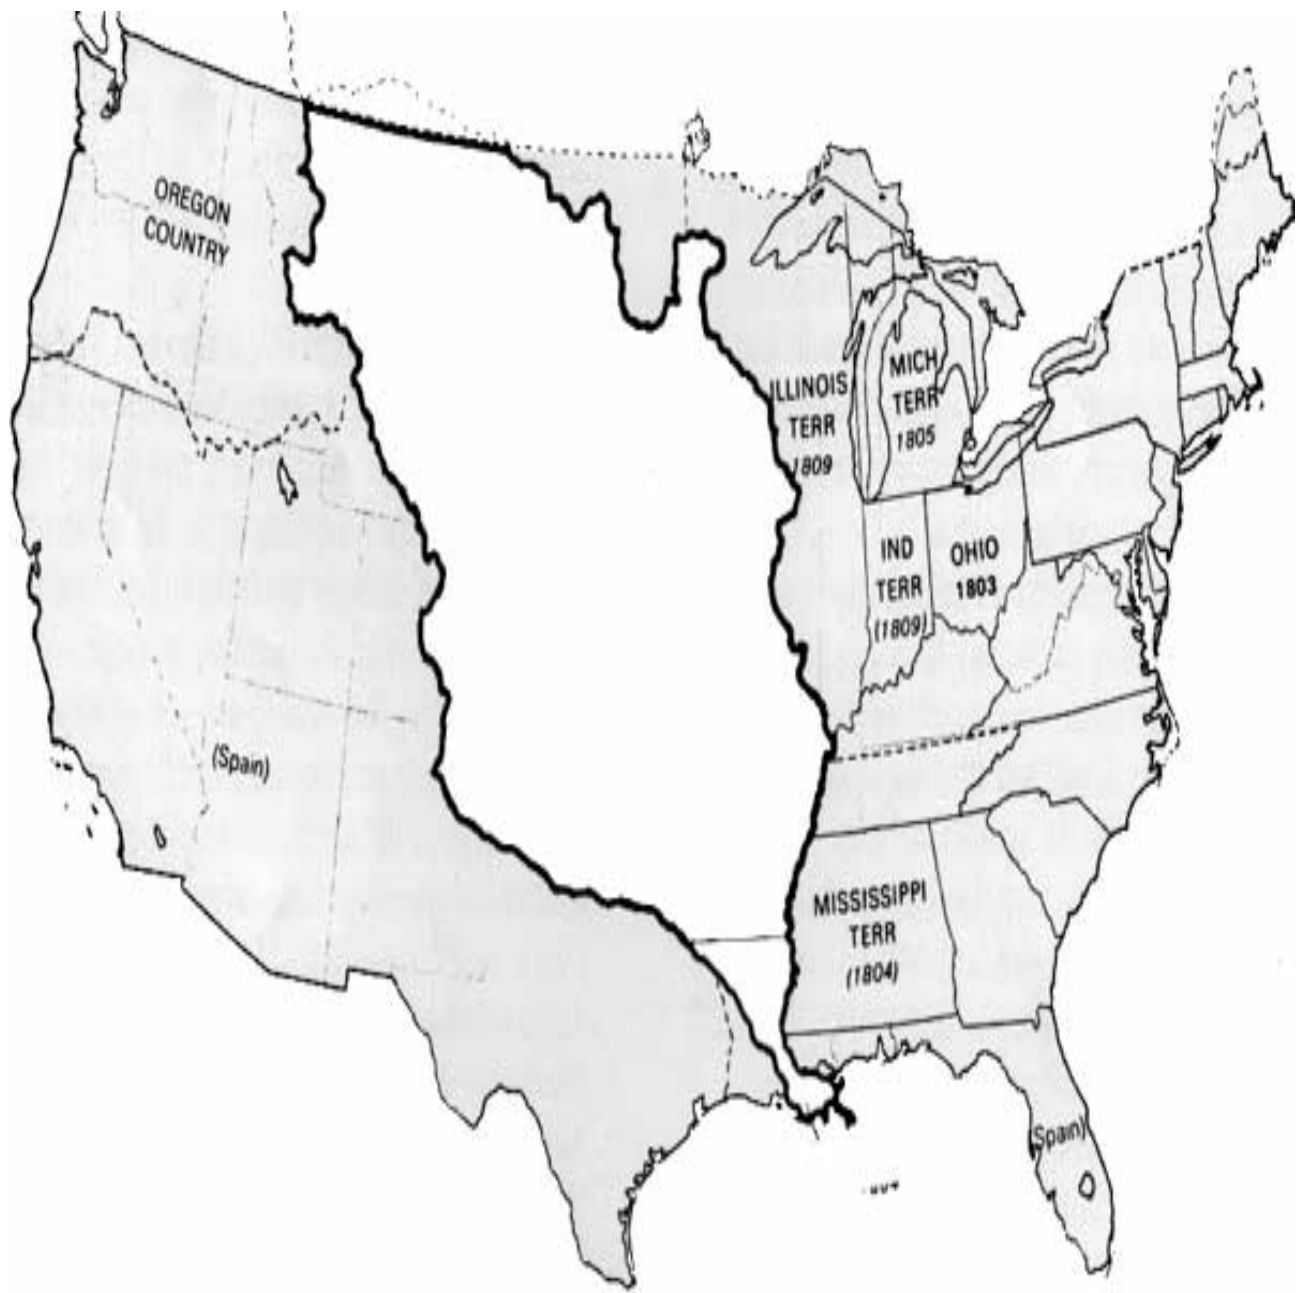 OREGON
COUNTRY
ILLINOIS
TERR
1809
MICH
TERR
1805
IND
TERR
(1809)
OHIO
1803
(Spain)
MISSISSIPPI
TERR
(1804)
Spain)